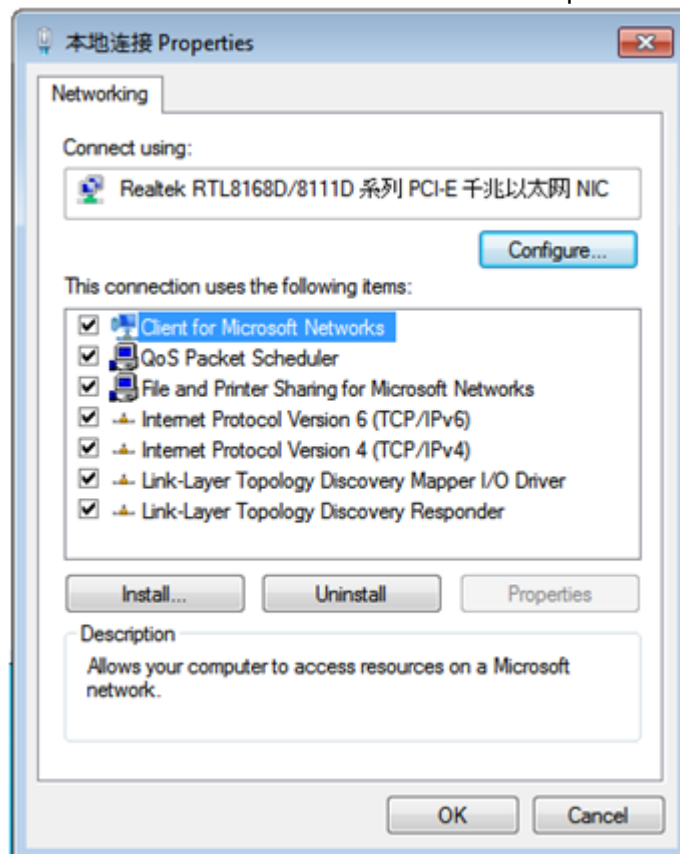 本地连接 Properties
Networking
Connect using:
Realtek RTL8168D/8111D 系列 PCI-E 千兆以太网 NIC
Configure...
This connection uses the following items:
Client for Microsoft Networks
QoS Packet Scheduler
File and Printer Sharing for Microsoft Networks
Internet Protocol Version 6 (TCP/IPv6)
Internet Protocol Version 4 (TCP/IPv4)
Link-Layer Topology Discovery Mapper I/O Driver
Link-Layer Topology Discovery Responder
Install...
Uninstall
Properties
Description
Allows your computer to access resources on a Microsoft
network.
OK
Cancel